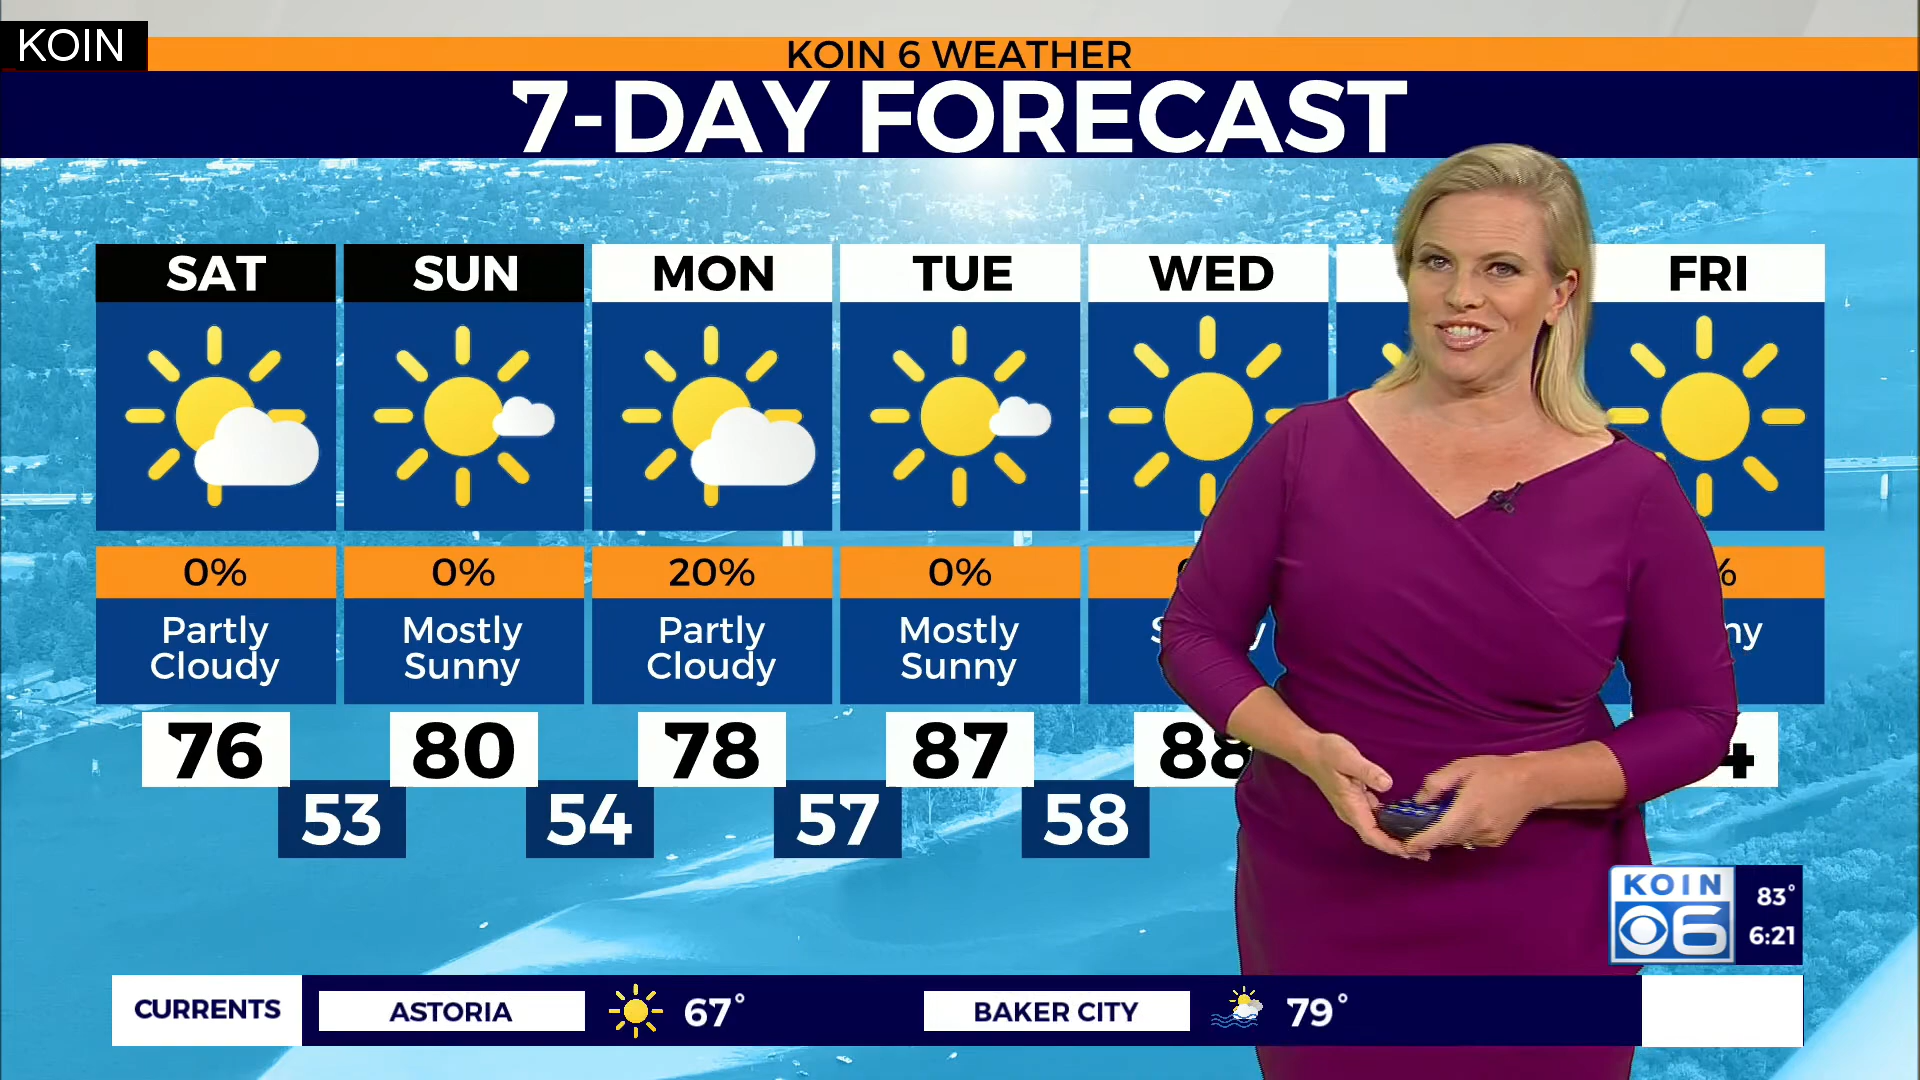 KOIN
KOIN 6 WEATHER
7-DAY FORECAST
SAT SUN MON TUE WED FRI
0% 0% 20% 0%
Partly Mostly Partly Mostly
Cloudy Sunny Cloudy Sunny
76 80 78 87 88
53 54 57 58
KOIN
6
83°
6:21
CURRENTS ASTORIA 67° BAKER CITY 79°